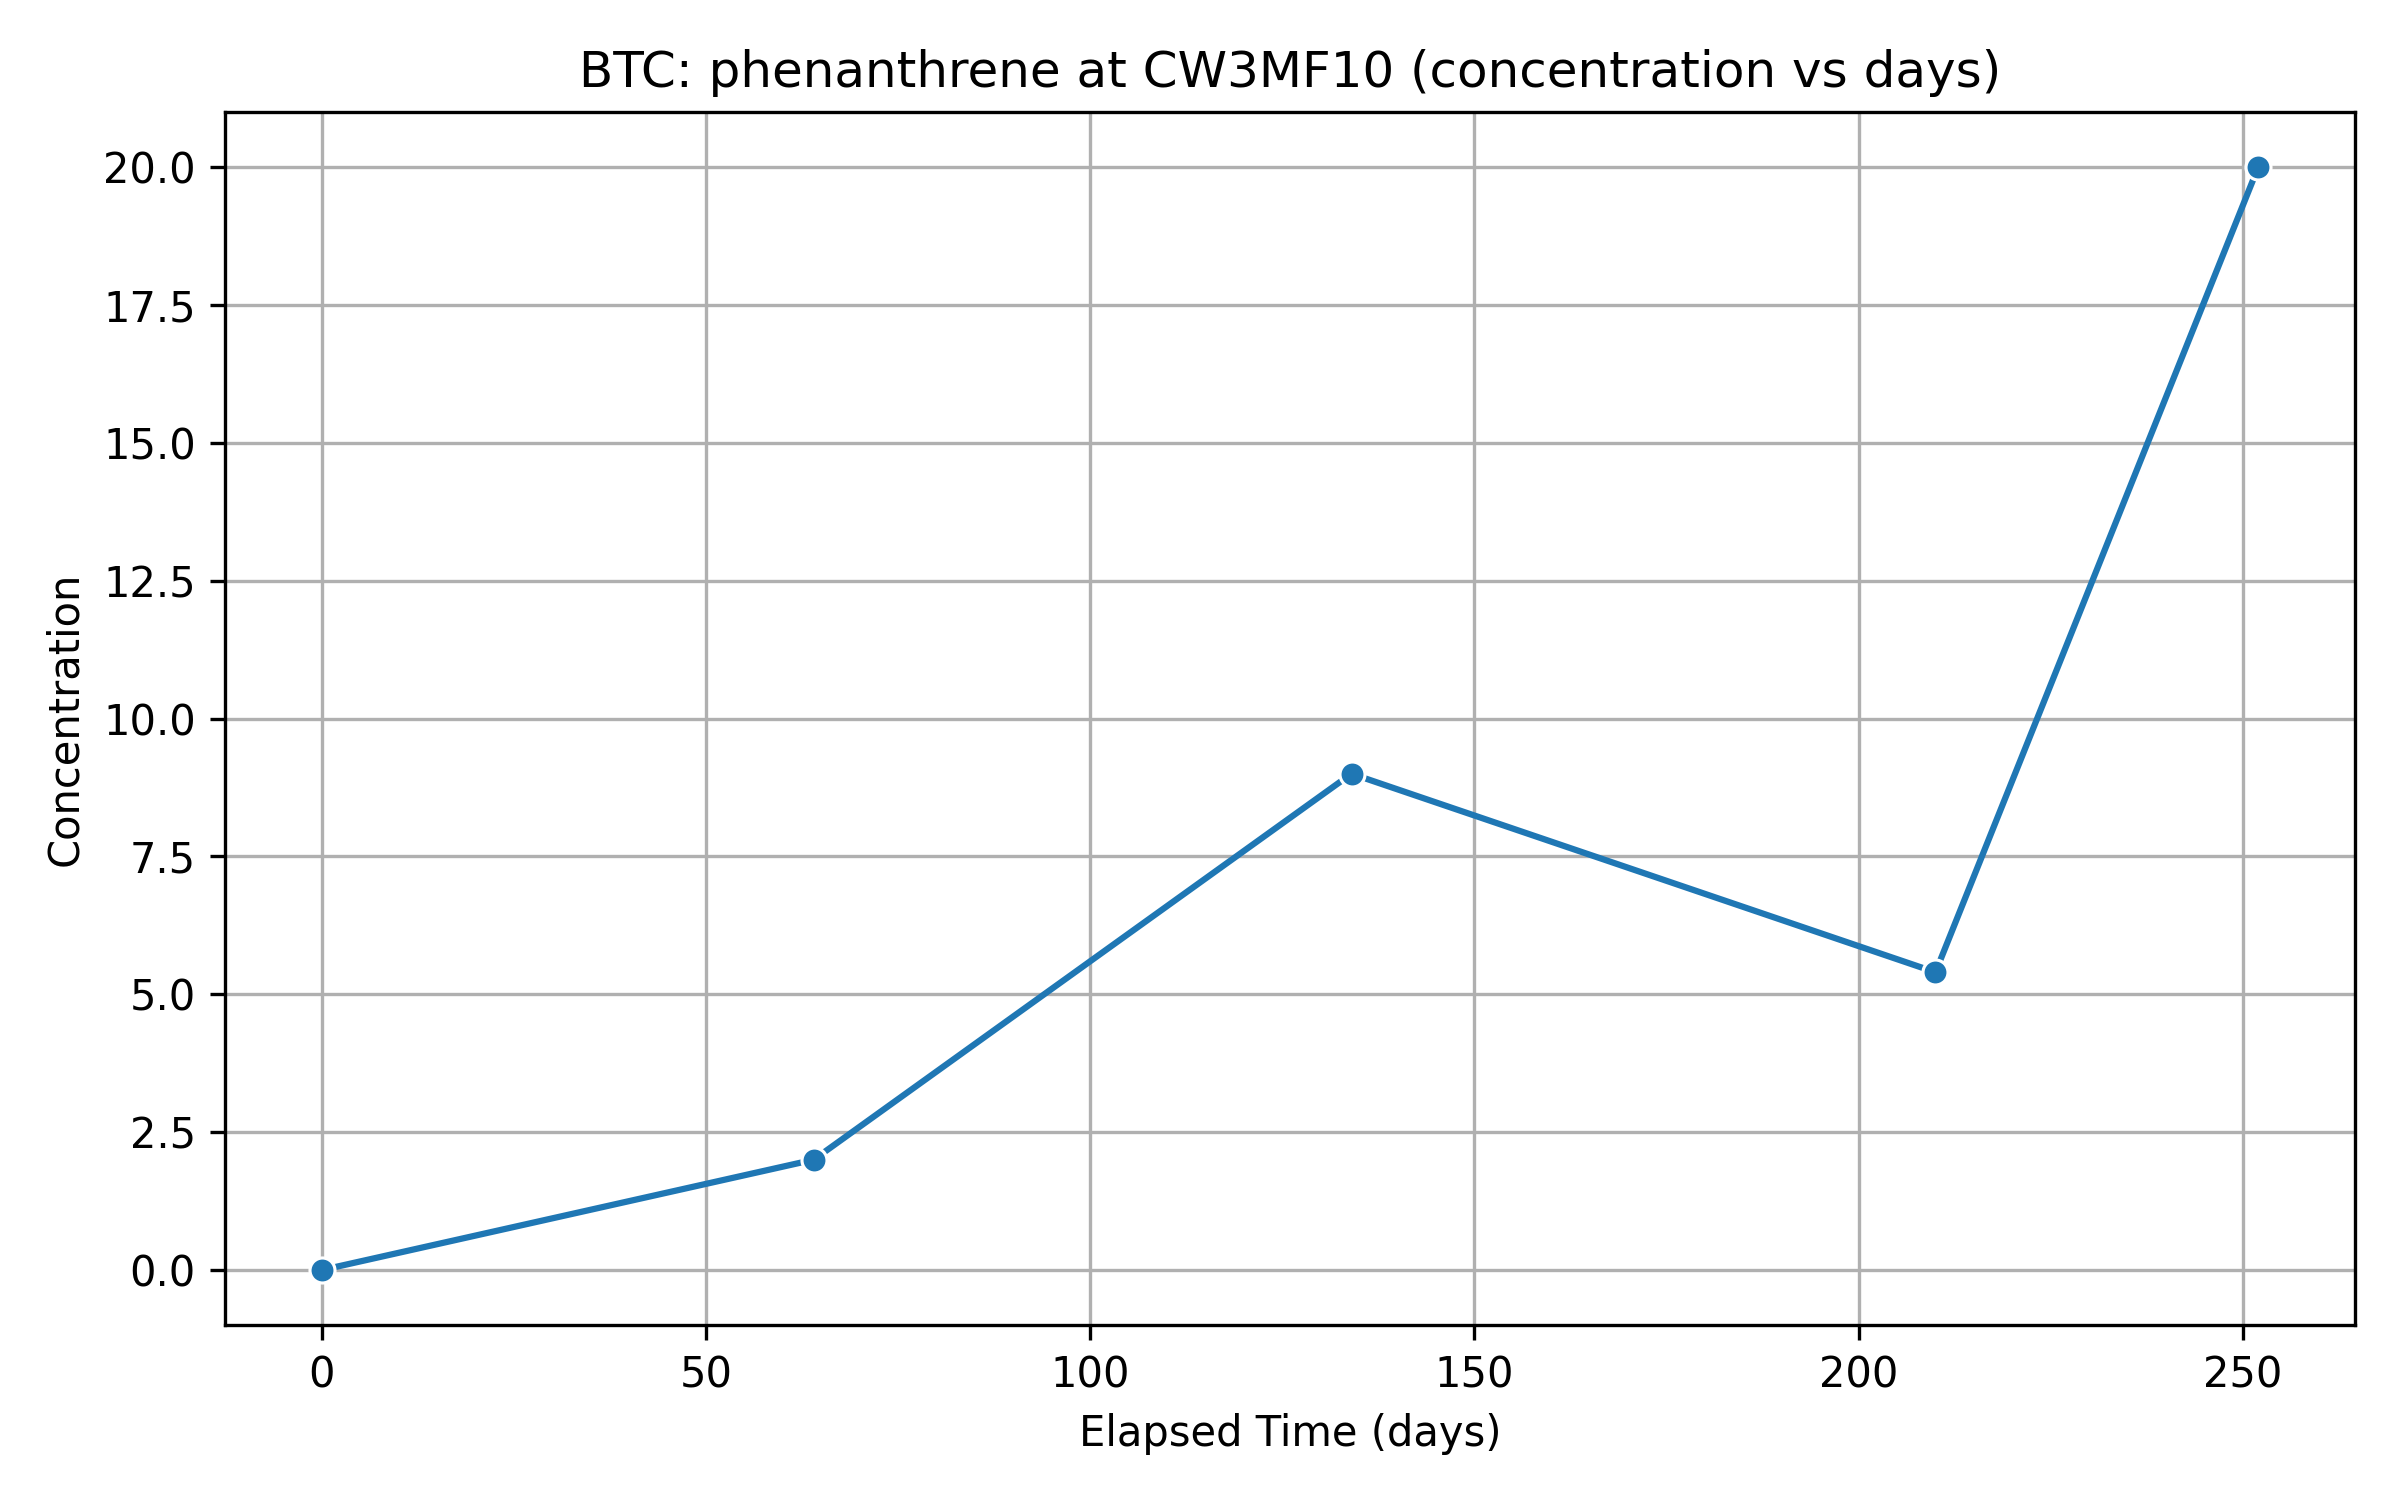 BTC: phenanthrene at CW3MF10 (concentration vs days)
20.0
17.5
15.0
12.5
10.0
7.5
5.0
2.5
0.0
Concentration
0 50 100 150 200 250
Elapsed Time (days)